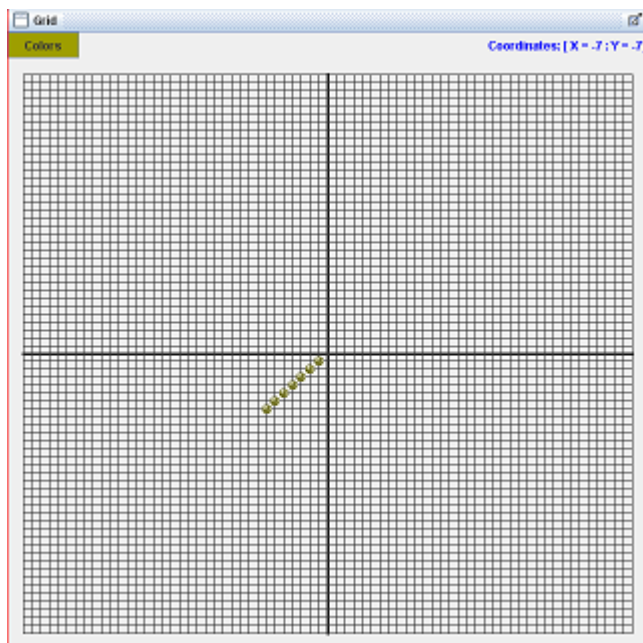 Grid
Colors
Coordinates: [ X = -7 ; Y = -7